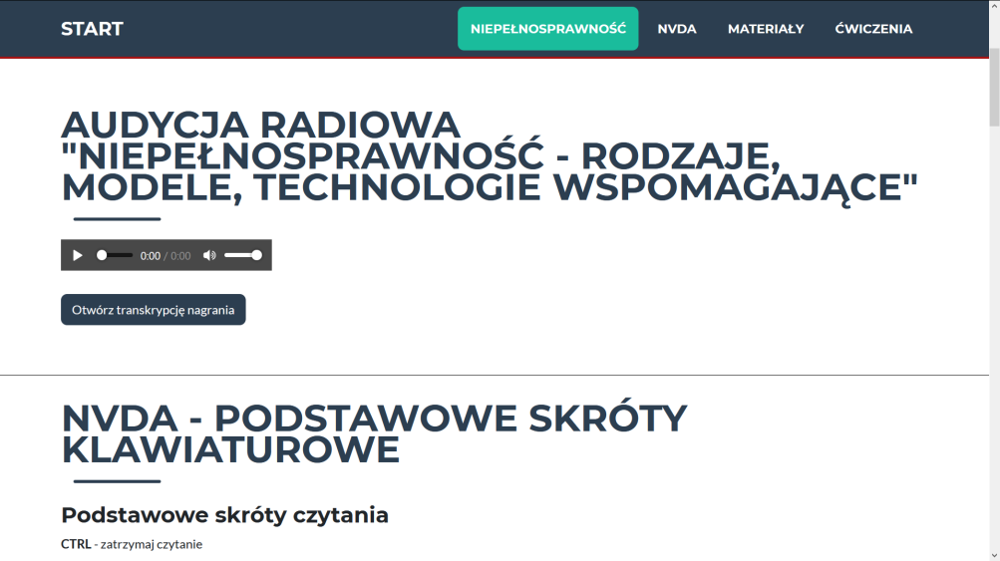 START
NIEPEŁNOSPRAWNOŚĆ
NVDA
MATERIAŁY
ĆWICZENIA
AUDYCJA RADIOWA
"NIEPEŁNOSPRAWNOŚĆ - RODZAJE,
MODELE, TECHNOLOGIE WSPOMAGAJĄCE"
0:00 / 0:00
Otwórz transkrypcję nagrania
NVDA - PODSTAWOWE SKRÓTY
KLAWIATUROWE
Podstawowe skróty czytania
CTRL - zatrzymaj czytanie